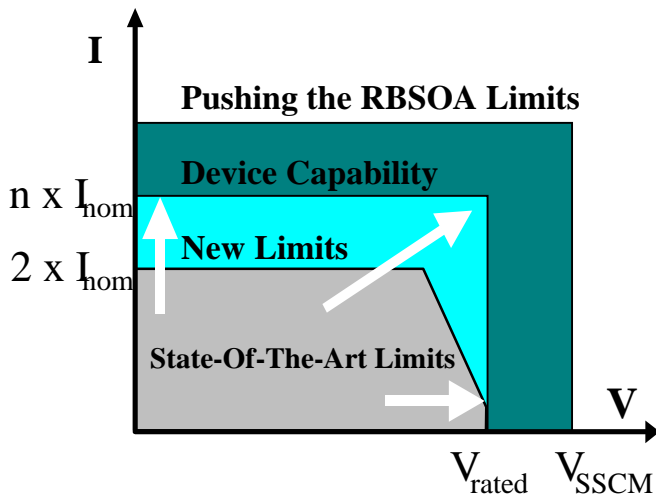 I
Pushing the RBSOA Limits
Device Capability
n x Inom
New Limits
2 x Inom
State-Of-The-Art Limits
V
Vrated
VSSCM